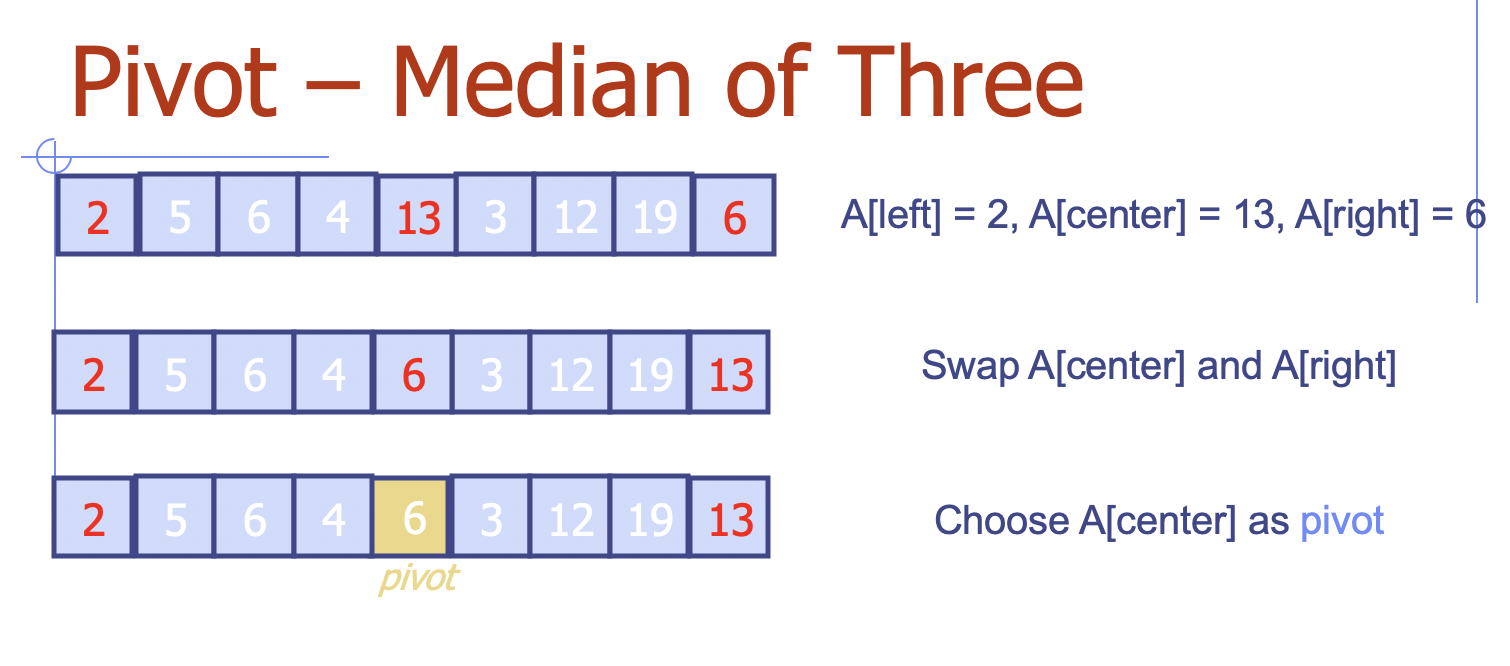 Pivot – Median of Three
2 5 6 4 13 3 12 19 6
A[left] = 2, A[center] = 13, A[right] = 6
2 5 6 4 6 3 12 19 13
Swap A[center] and A[right]
2 5 6 4 6 3 12 19 13
Choose A[center] as pivot
pivot